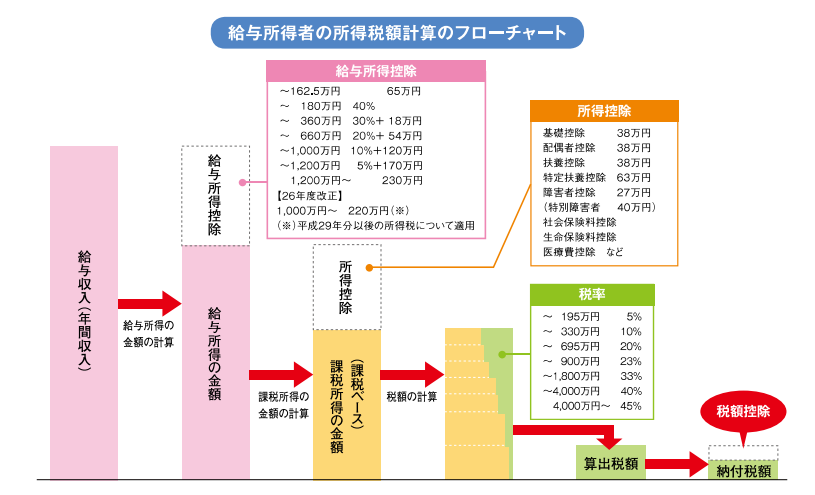 給与所得者の所得税額計算のフローチャート
給与所得控除
～162.5万円 65万円
～ 180万円 40%
～ 360万円 30%+ 18万円
～ 660万円 20%+ 54万円
～1,000万円 10%+120万円
～1,200万円 5%+170万円
1,200万円～ 230万円
【26年度改正】
1,000万円～ 220万円(※)
(※)平成29年分以後の所得税について適用
所得控除
基礎控除 38万円
配偶者控除 38万円
扶養控除 38万円
特定扶養控除 63万円
障害者控除 27万円
(特別障害者 40万円)
社会保険料控除
生命保険料控除
医療費控除 など
税率
～ 195万円 5%
～ 330万円 10%
～ 695万円 20%
～ 900万円 23%
～1,800万円 33%
～4,000万円 40%
4,000万円～ 45%
給与収入(年間収入)
給与所得の
金額の計算
給与所得控除
給与所得の金額
課税所得の
金額の計算
所得控除
(課税ベース)
課税所得の金額
税額の計算
算出税額
税額控除
納付税額